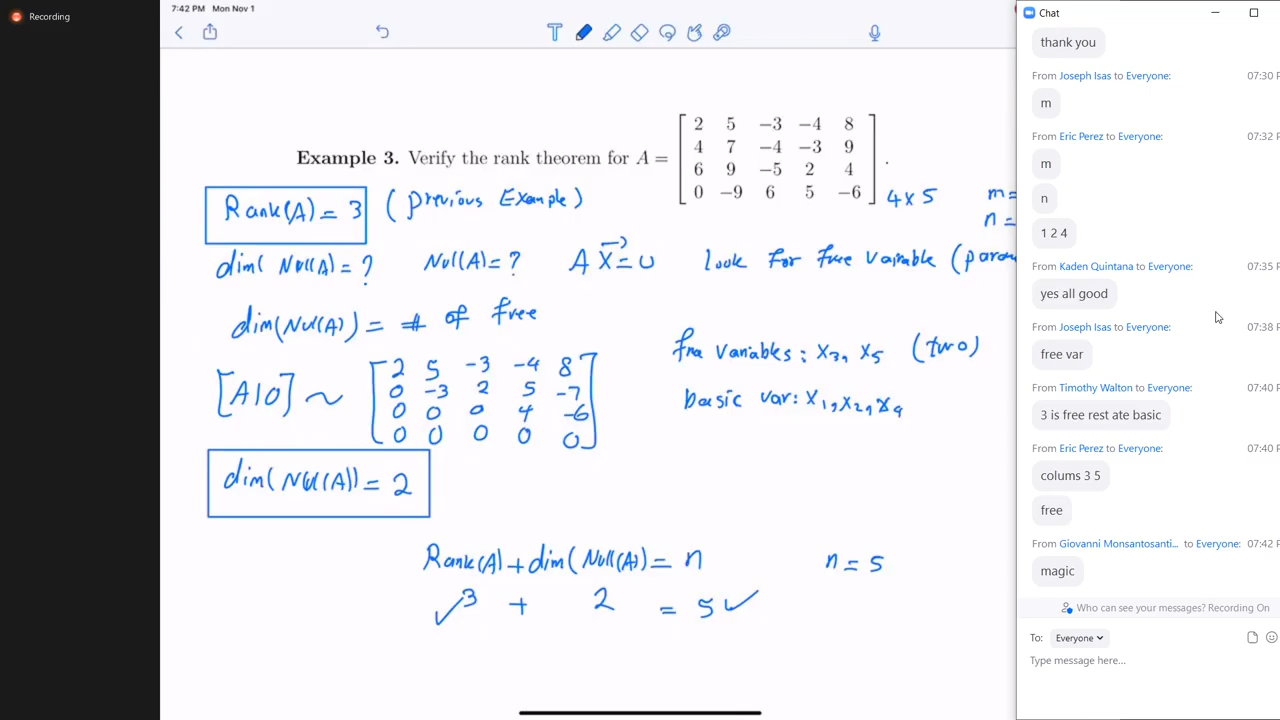 Recording
7:42 PM Mon Nov 1
Example 3. Verify the rank theorem for A =
2 5 −3 −4 8
4 7 −4 −3 9
6 9 −5 2 4
0 −9 6 5 −6
.
4 x 5
m=
n =
Rank(A) = 3 (previous Example)
dim( Null(A) = ? Null(A) = ? A X = 0 look for free variable (param
dim(Nul(A) = # of free
[A|0] ~
2 5 -3 -4 8
0 -3 2 5 -7
0 0 0 4 -6
0 0 0 0 0
free variables: x3, x5 (two)
basic var: x1, x2, x4
dim(Null(A)) = 2
Rank(A) + dim(Null(A) = n n = 5
✓3 + 2 = 5✓
Chat
thank you
From Joseph Isas to Everyone: 07:30 P
m
From Eric Perez to Everyone: 07:32 P
m
n
1 2 4
From Kaden Quintana to Everyone: 07:35 P
yes all good
From Joseph Isas to Everyone: 07:38 P
free var
From Timothy Walton to Everyone: 07:40 P
3 is free rest ate basic
From Eric Perez to Everyone: 07:40 P
colums 3 5
free
From Giovanni Monsantosanti... to Everyone: 07:42 P
magic
Who can see your messages? Recording On
To: Everyone
Type message here...